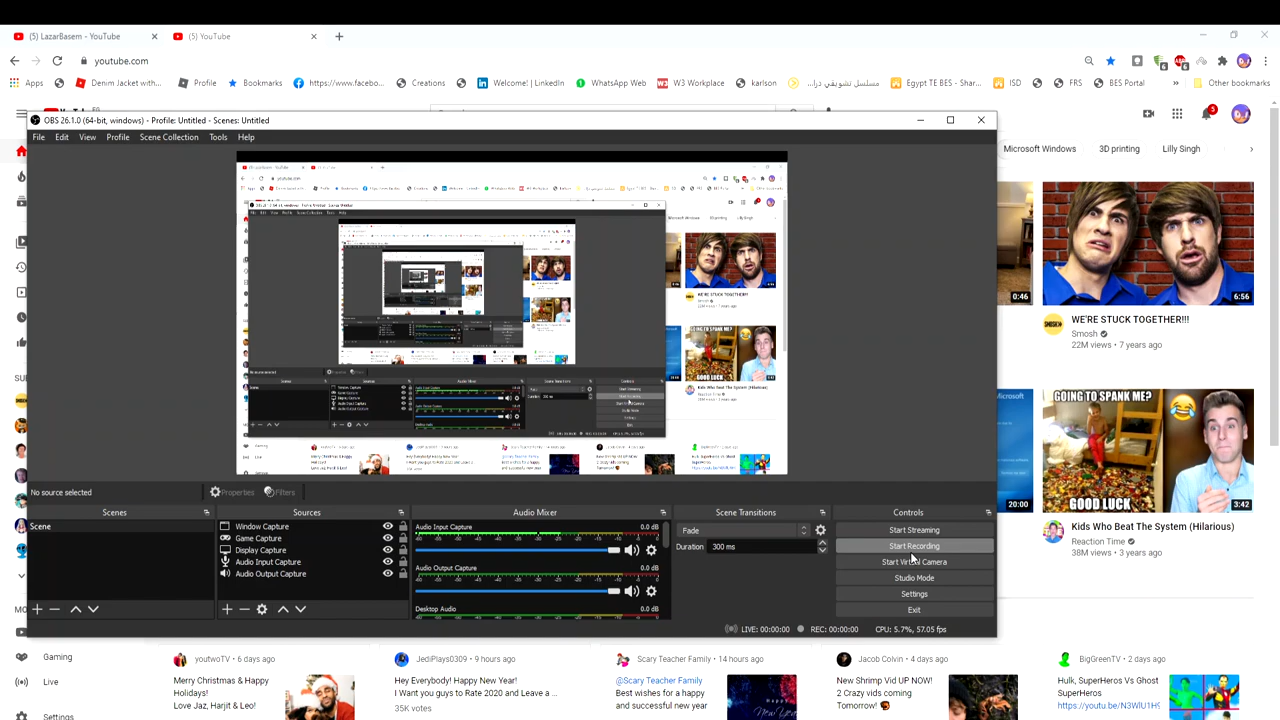 (5) LazarBasem - YouTube
(5) YouTube
youtube.com
Apps
Denim Jacket with...
Profile
Bookmarks
https://www.facebo...
Creations
Welcome! | LinkedIn
WhatsApp Web
W3 Workplace
karlson
مسلسل تشويقي درا...
Egypt TE BES - Shar...
ISD
FRS
BES Portal
»
Other bookmarks
OBS 26.1.0 (64-bit, windows) - Profile: Untitled - Scenes: Untitled
5
File Edit View Profile Scene Collection Tools Help
Microsoft Windows
3D printing
Lilly Singh
0:46
6:56
SMOSH
WE'RE STUCK TOGETHER!!!
Smosh
22M views • 7 years ago
GOING TO SPANK ME?
GOOD LUCK
20:00
3:42
Kids Who Beat The System (Hilarious)
Reaction Time
38M views • 3 years ago
No source selected
Properties
Filters
Scenes
Sources
Audio Mixer
Scene Transitions
Controls
Scene
Window Capture
Game Capture
Display Capture
Audio Input Capture
Audio Output Capture
Audio Input Capture
0.0 dB
Audio Output Capture
0.0 dB
Desktop Audio
0.0 dB
Fade
Duration
300 ms
Start Streaming
Start Recording
Start Virtual Camera
Studio Mode
Settings
Exit
LIVE: 00:00:00
REC: 00:00:00
CPU: 5.7%, 57.05 fps
Gaming
Live
Settings
youtwoTV • 6 days ago
Merry Christmas & Happy
Holidays!
Love Jaz, Harjit & Leo!
JediPlays0309 • 9 hours ago
Hey Everybody! Happy New Year!
I Want you guys to Rate 2020 and Leave a ...
35K votes
Scary Teacher Family • 14 hours ago
@Scary Teacher Family
Best wishes for a happy
and successful new year
Jacob Colvin • 4 days ago
New Shrimp Vid UP NOW!
2 Crazy vids coming
Tomorrow!
BigGreenTV • 2 days ago
Hulk, SuperHeros Vs Ghost
SuperHeros